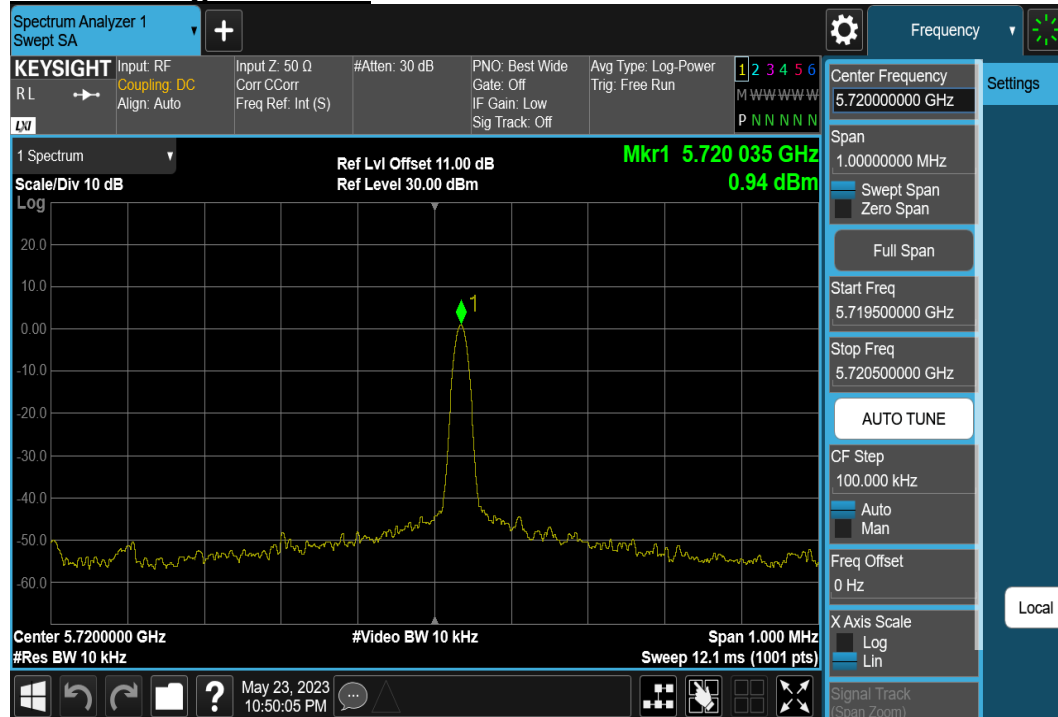 Spectrum Analyzer 1
Swept SA
+
Frequency
KEYSIGHT
R L
LXI
Input: RF
Coupling: DC
Align: Auto
Input Z: 50 Ω
Corr CCorr
Freq Ref: Int (S)
#Atten: 30 dB
PNO: Best Wide
Gate: Off
IF Gain: Low
Sig Track: Off
Avg Type: Log-Power
Trig: Free Run
1 2 3 4 5 6
M W W W W W
P N N N N N
1 Spectrum
Scale/Div 10 dB
Log
Ref Lvl Offset 11.00 dB
Ref Level 30.00 dBm
Mkr1 5.720 035 GHz
0.94 dBm
1
20.0
10.0
0.00
-10.0
-20.0
-30.0
-40.0
-50.0
-60.0
Center 5.7200000 GHz
#Res BW 10 kHz
#Video BW 10 kHz
Span 1.000 MHz
Sweep 12.1 ms (1001 pts)
Center Frequency
5.720000000 GHz
Settings
Span
1.00000000 MHz
Swept Span
Zero Span
Full Span
Start Freq
5.719500000 GHz
Stop Freq
5.720500000 GHz
AUTO TUNE
CF Step
100.000 kHz
Auto
Man
Freq Offset
0 Hz
Local
X Axis Scale
Log
Lin
Signal Track
(Span Zoom)
?
May 23, 2023
10:50:05 PM